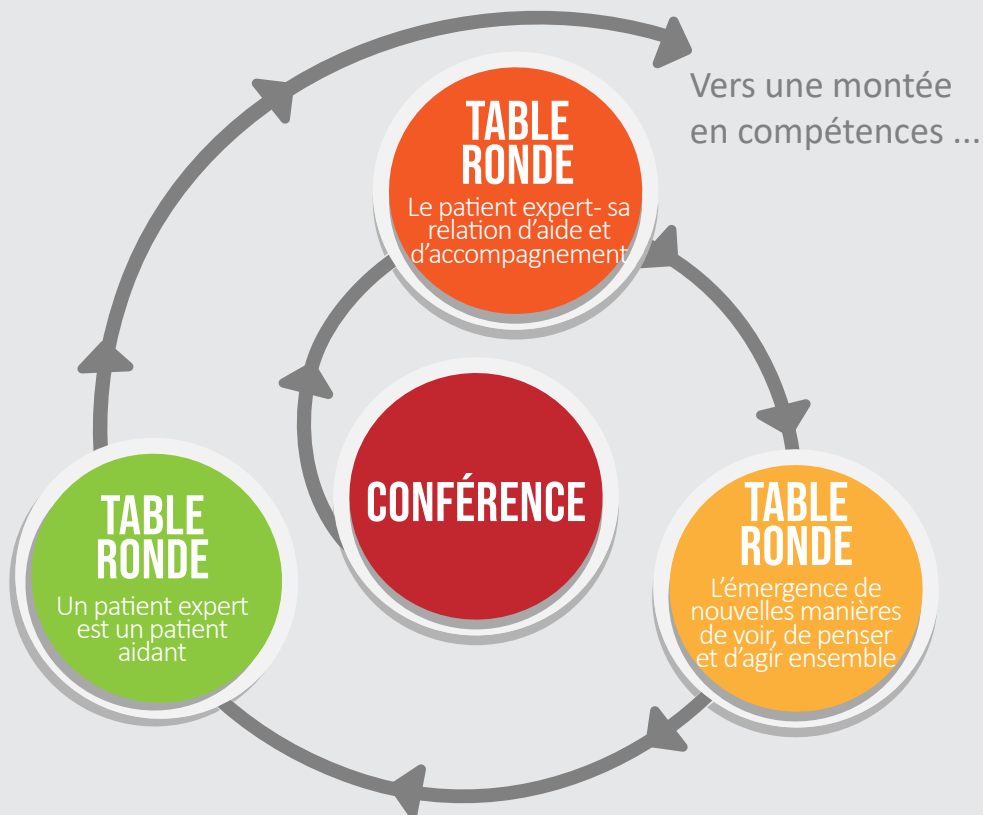 Vers une montée
en compétences ...
TABLE
RONDE
Le patient expert- sa
relation d'aide et
d'accompagnement
CONFÉRENCE
TABLE
RONDE
Un patient expert
est un patient
aidant
TABLE
RONDE
L'émergence de
nouvelles manières
de voir, de penser
et d'agir ensemble